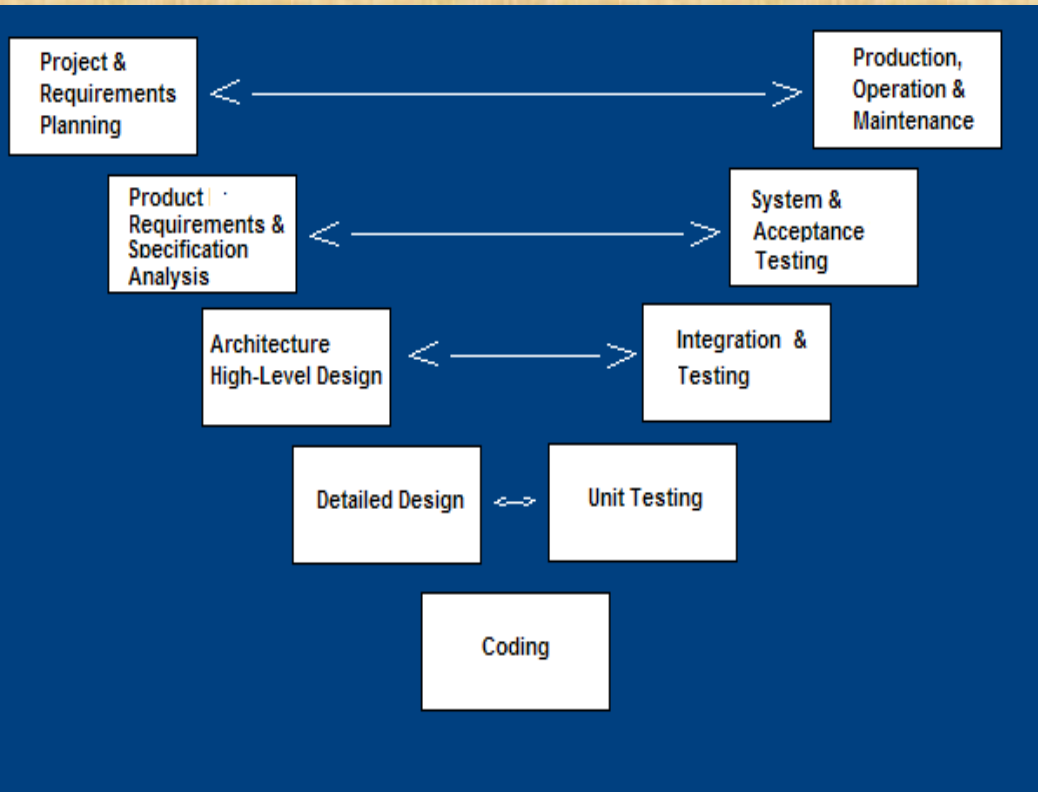 Project &
Requirements
Planning
Production,
Operation &
Maintenance
Product
Requirements &
Specification
Analysis
System &
Acceptance
Testing
Architecture
High-Level Design
Integration &
Testing
Detailed Design
Unit Testing
Coding